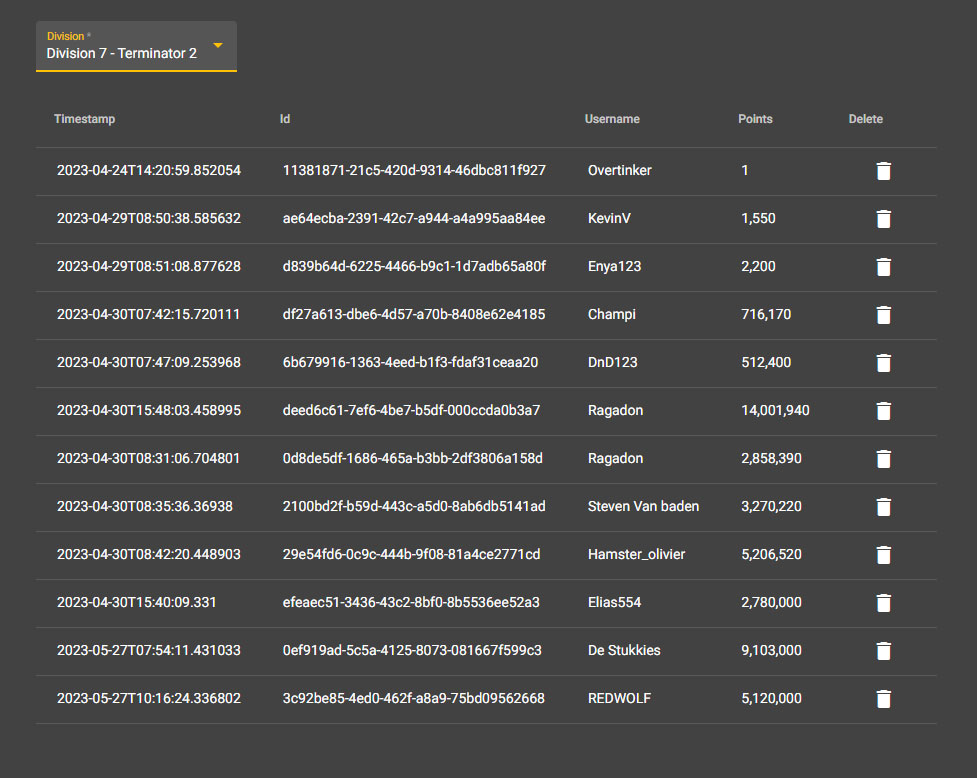 Division *
Division 7 - Terminator 2
Timestamp Id Username Points Delete
2023-04-24T14:20:59.852054 11381871-21c5-420d-9314-46dbc811f927 Overtinker 1
2023-04-29T08:50:38.585632 ae64ecba-2391-42c7-a944-a4a995aa84ee KevinV 1,550
2023-04-29T08:51:08.877628 d839b64d-6225-4466-b9c1-1d7adb65a80f Enya123 2,200
2023-04-30T07:42:15.720111 df27a613-dbe6-4d57-a70b-8408e62e4185 Champi 716,170
2023-04-30T07:47:09.253968 6b679916-1363-4eed-b1f3-fdaf31ceaa20 DnD123 512,400
2023-04-30T15:48:03.458995 deed6c61-7ef6-4be7-b5df-000ccda0b3a7 Ragadon 14,001,940
2023-04-30T08:31:06.704801 0d8de5df-1686-465a-b3bb-2df3806a158d Ragadon 2,858,390
2023-04-30T08:35:36.36938 2100bd2f-b59d-443c-a5d0-8ab6db5141ad Steven Van baden 3,270,220
2023-04-30T08:42:20.448903 29e54fd6-0c9c-444b-9f08-81a4ce2771cd Hamster_olivier 5,206,520
2023-04-30T15:40:09.331 efeaec51-3436-43c2-8bf0-8b5536ee52a3 Elias554 2,780,000
2023-05-27T07:54:11.431033 0ef919ad-5c5a-4125-8073-081667f599c3 De Stukkies 9,103,000
2023-05-27T10:16:24.336802 3c92be85-4ed0-462f-a8a9-75bd09562668 REDWOLF 5,120,000